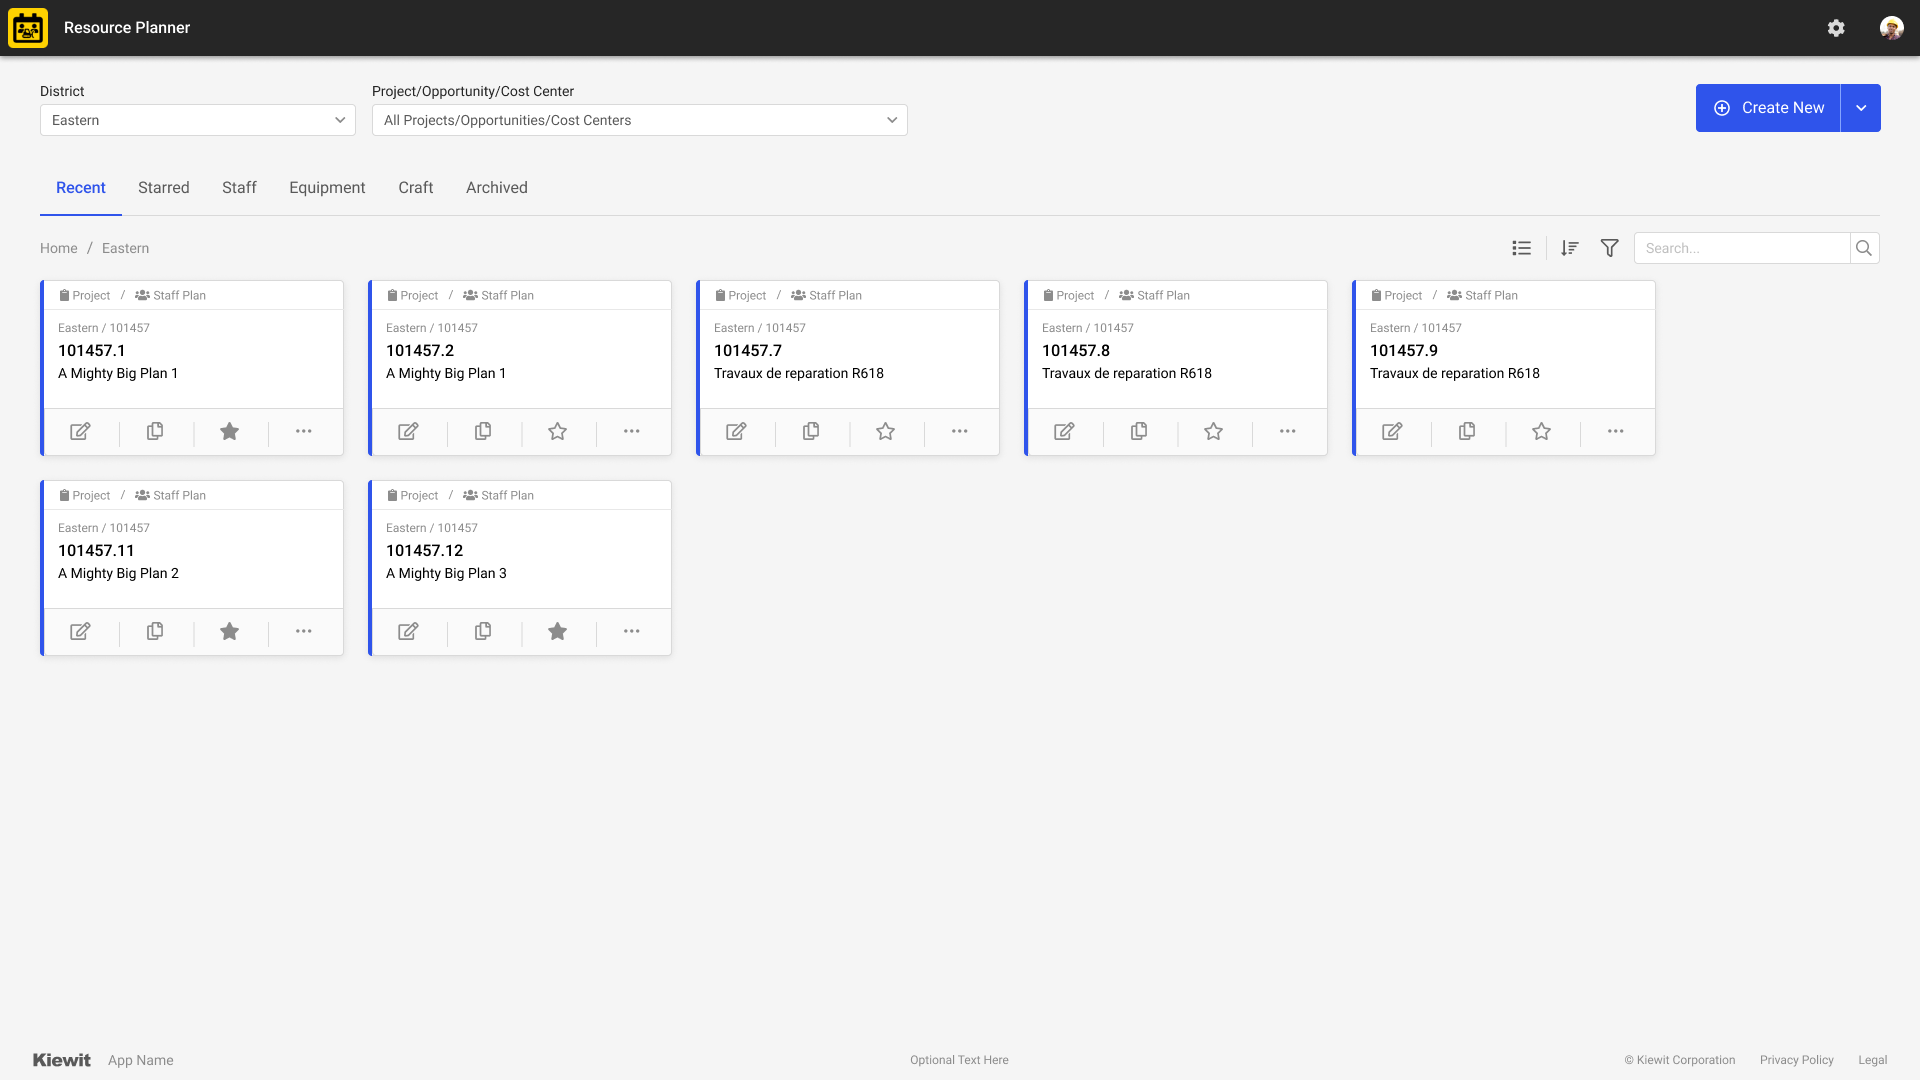 Resource Planner
District
Project/Opportunity/Cost Center
Eastern
All Projects/Opportunities/Cost Centers
Create New
Recent
Starred
Staff
Equipment
Craft
Archived
Home / Eastern
Search...
Project / Staff Plan
Eastern / 101457
101457.1
A Mighty Big Plan 1
Project / Staff Plan
Eastern / 101457
101457.2
A Mighty Big Plan 1
Project / Staff Plan
Eastern / 101457
101457.7
Travaux de reparation R618
Project / Staff Plan
Eastern / 101457
101457.8
Travaux de reparation R618
Project / Staff Plan
Eastern / 101457
101457.9
Travaux de reparation R618
Project / Staff Plan
Eastern / 101457
101457.11
A Mighty Big Plan 2
Project / Staff Plan
Eastern / 101457
101457.12
A Mighty Big Plan 3
Kiewit
App Name
Optional Text Here
© Kiewit Corporation
Privacy Policy
Legal